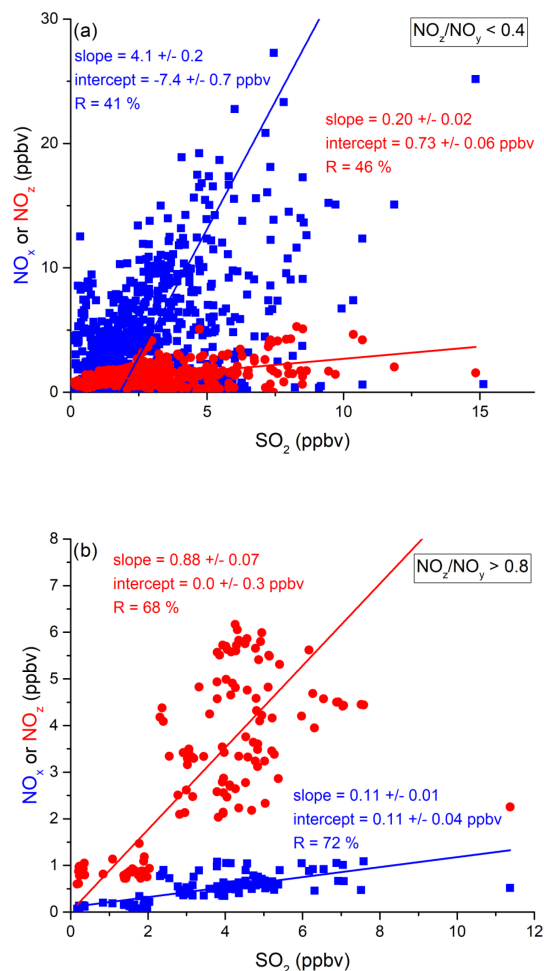 (a)
NOz/NOy < 0.4
slope = 4.1 +/- 0.2
intercept = -7.4 +/- 0.7 ppbv
R = 41 %
slope = 0.20 +/- 0.02
intercept = 0.73 +/- 0.06 ppbv
R = 46 %
NOx or NOz (ppbv)
30
20
10
0
0 5 10 15
SO2 (ppbv)
(b)
NOz/NOy > 0.8
slope = 0.88 +/- 0.07
intercept = 0.0 +/- 0.3 ppbv
R = 68 %
slope = 0.11 +/- 0.01
intercept = 0.11 +/- 0.04 ppbv
R = 72 %
NOx or NOz (ppbv)
8
7
6
5
4
3
2
1
0
0 2 4 6 8 10 12
SO2 (ppbv)